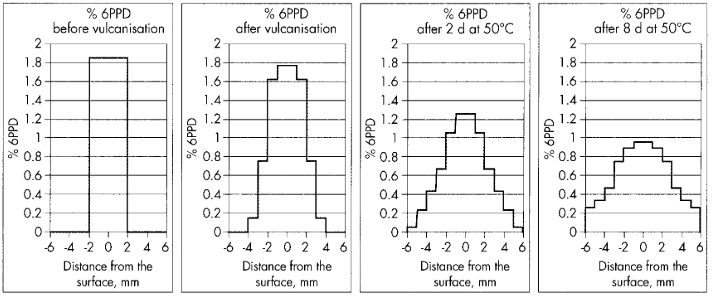 % 6PPD
before vulcanisation
% 6PPD
2
1.8
1.6
1.4
1.2
1
0.8
0.6
0.4
0.2
0
-6 -4 -2 0 2 4 6
Distance from the
surface, mm
% 6PPD
after vulcanisation
% 6PPD
2
1.8
1.6
1.4
1.2
1
0.8
0.6
0.4
0.2
0
-6 -4 -2 0 2 4 6
Distance from the
surface, mm
% 6PPD
after 2 d at 50°C
% 6PPD
2
1.8
1.6
1.4
1.2
1
0.8
0.6
0.4
0.2
0
-6 -4 -2 0 2 4 6
Distance from the
surface, mm
% 6PPD
after 8 d at 50°C
% 6PPD
2
1.8
1.6
1.4
1.2
1
0.8
0.6
0.4
0.2
0
-6 -4 -2 0 2 4 6
Distance from the
surface, mm